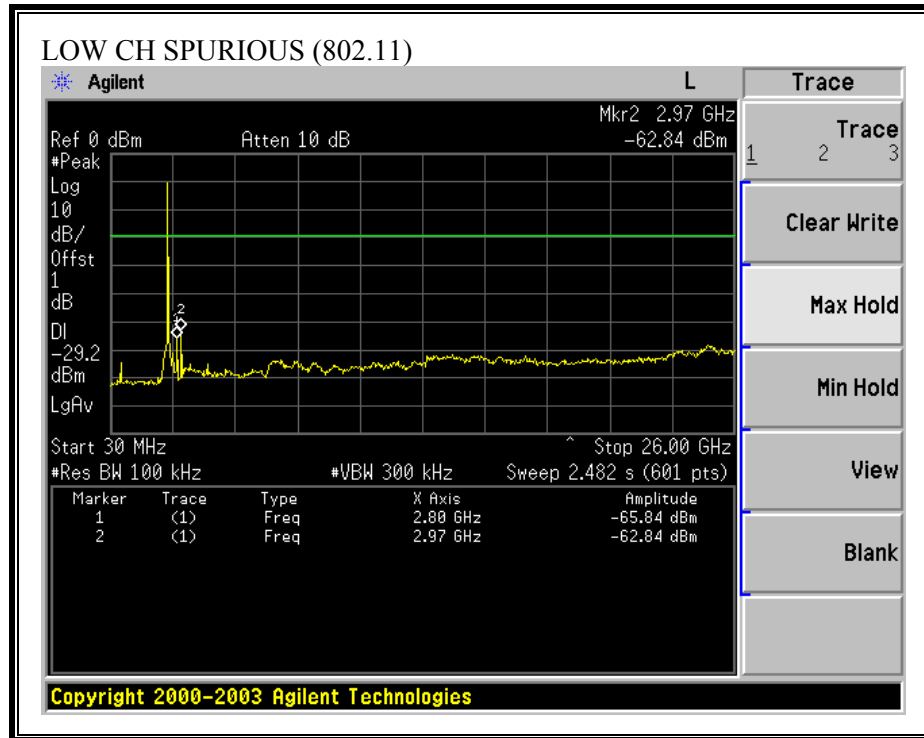 LOW CH SPURIOUS (802.11)
Agilent L
Trace
Mkr2 2.97 GHz
Ref 0 dBm Atten 10 dB -62.84 dBm
Trace
1 2 3
#Peak
Log
10
dB/
Offst
1
dB
DI
-29.2
dBm
LgAv
1
2
Clear Write
Max Hold
Min Hold
View
Blank
Start 30 MHz ^ Stop 26.00 GHz
#Res BW 100 kHz #VBW 300 kHz Sweep 2.482 s (601 pts)
Marker Trace Type X Axis Amplitude
1 (1) Freq 2.80 GHz -65.84 dBm
2 (1) Freq 2.97 GHz -62.84 dBm
Copyright 2000-2003 Agilent Technologies